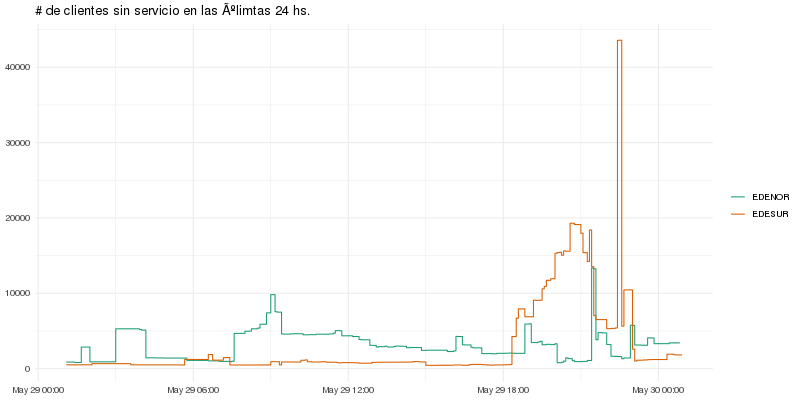 # de clientes sin servicio en las Ãºlimtas 24 hs.
40000
30000
20000
10000
0
May 29 00:00
May 29 06:00
May 29 12:00
May 29 18:00
May 30 00:00
EDENOR
EDESUR